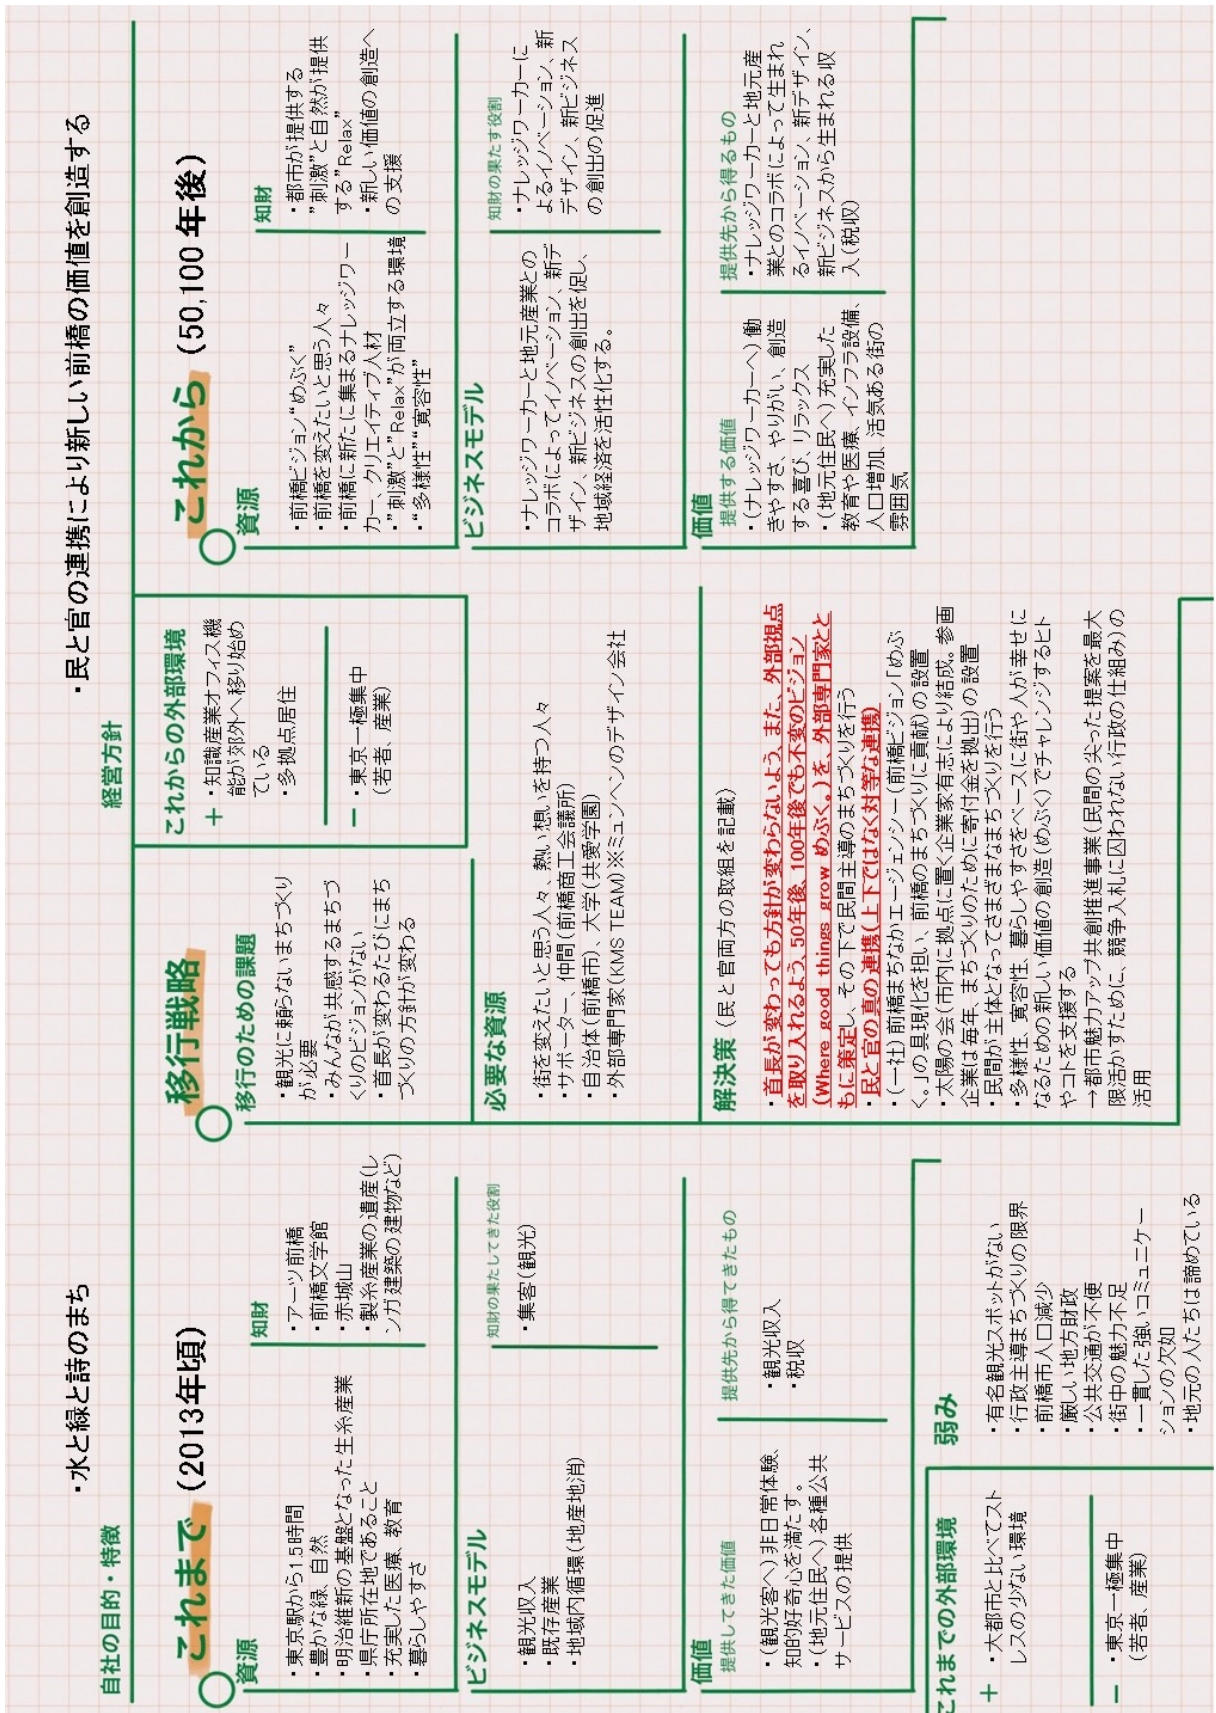 自社の目的・特徴
・水と緑と詩のまち
経営方針
・民と官の連携により新しい前橋の価値を創造する
これまで（2013年頃）
資源
・東京駅から1.5時間
・豊かな緑、自然
・明治維新の基盤となった生糸産業
・県庁所在地であること
・充実した医療、教育
・暮らしやすさ
知財
・アーツ前橋
・前橋文学館
・赤城山
・製糸産業の遺産（レ
ンガ建築の建物など）
ビジネスモデル
・観光収入
・既存産業
・地域内循環（地産地消）
知財の果たしてきた役割
・集客（観光）
価値
提供してきた価値
・（観光客へ）非日常体験、
知的好奇心を満たす。
・（地元住民へ）各種公共
サービスの提供
提供先から得てきたもの
・観光収入
・税収
これまでの外部環境
＋
・大都市と比べてスト
レスの少ない環境
－
・東京一極集中
（若者、産業）
弱み
・有名観光スポットがない
・行政主導まちづくりの限界
・前橋市人口減少
・厳しい地方財政
・公共交通が不便
・街中の魅力不足
・一貫した強いコミュニケー
ションの欠如
・地元の人たちは諦めている
移行戦略
移行のための課題
・観光に頼らないまちづくり
が必要
・みんなが共感するまちづ
くりのビジョンがない
・首長が変わるたびにまち
づくりの方針が変わる
これからの外部環境
＋
・知識産業オフィス機
能が郊外へ移り始め
ている
・多拠点居住
－
・東京一極集中
（若者、産業）
必要な資源
・街を変えたいと思う人々、熱い想いを持つ人々
・サポーター、仲間（前橋商工会議所）
・自治体（前橋市）、大学（共愛学園）
・外部専門家（KMS TEAM）※ミュンヘンのデザイン会社
解決策（民と官両方の取組を記載）
・首長が変わっても方針が変わらないよう、また、外部視点
を取り入れるよう、50年後、100年後でも不変のビジョン
（Where good things grow めぶく。）を、外部専門家とと
もに策定し、その下で民間主導のまちづくりを行う
・民と官の真の連携（上下ではなく対等な連携）
・（一社）前橋まちなかエージェンシー（前橋ビジョン「めぶ
く。」の具現化を担い、前橋のまちづくりに貢献）の設置
・太陽の会（市内に拠点に置く企業家有志により結成。参画
企業は毎年、まちづくりのために寄付金を拠出）の設置
・民間が主体となってさまざまなまちづくりを行う
・多様性、寛容性、暮らしやすさをベースに街や人が幸せに
なるための新しい価値の創造（めぶく）でチャレンジするヒト
やコトを支援する
→都市魅力アップ共創推進事業（民間の尖った提案を最大
限活かすために、競争入札に囚われない行政の仕組み）の
活用
これから（50,100年後）
資源
・前橋ビジョン“めぶく”
・前橋を変えたいと思う人々
・前橋に新たに集まるナレッジワー
カー、クリエイティブ人材
・”刺激”と”Relax”が両立する環境
・“多様性”“寛容性”
知財
・都市が提供する
”刺激”と自然が提供
する”Relax”
・新しい価値の創造へ
の支援
ビジネスモデル
・ナレッジワーカーと地元産業との
コラボによってイノベーション、新デ
ザイン、新ビジネスの創出を促し、
地域経済を活性化する。
知財の果たす役割
・ナレッジワーカーに
よるイノベーション、新
デザイン、新ビジネス
の創出の促進
価値
提供する価値
・（ナレッジワーカーへ）働
きやすさ、やりがい、創造
する喜び、リラックス
・（地元住民へ）充実した
教育や医療、インフラ設備、
人口増加、活気ある街の
雰囲気
提供先から得るもの
・ナレッジワーカーと地元産
業とのコラボによって生まれ
るイノベーション、新デザイン、
新ビジネスから生まれる収
入（税収）